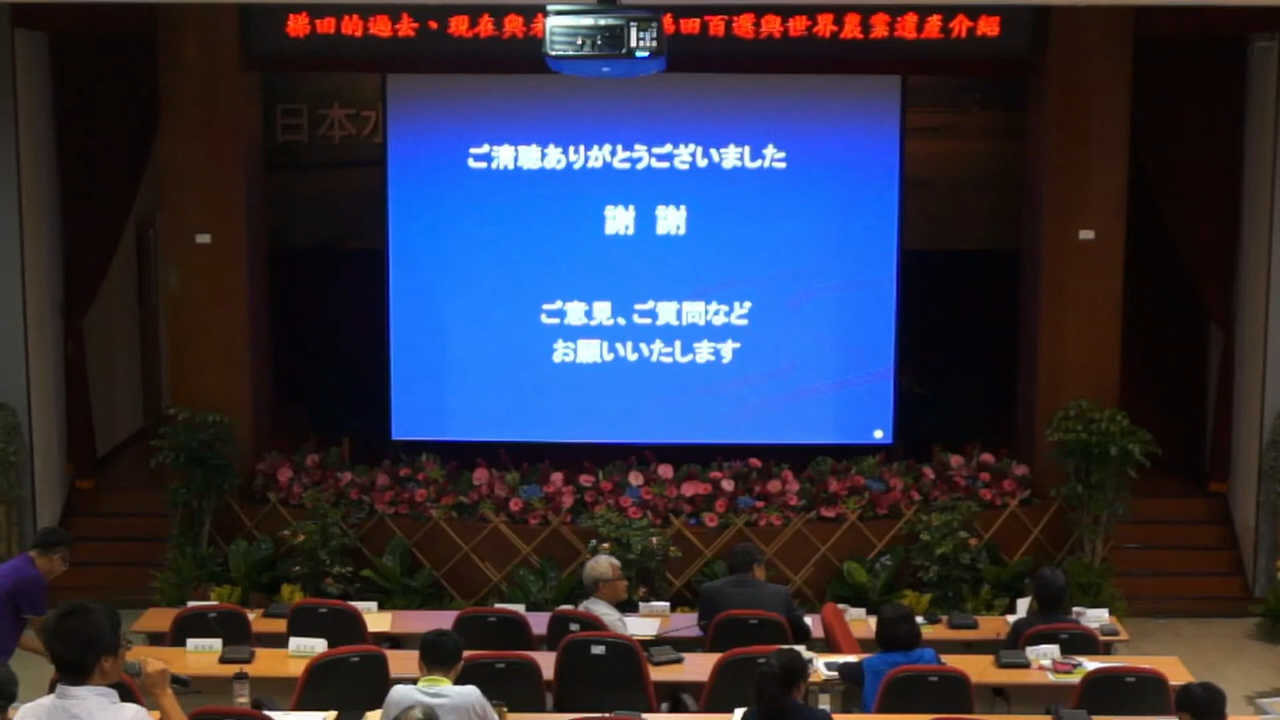 梯田的過去、現在與未 梯田百選與世界農業遺產介紹
日本水
ご清聴ありがとうございました
謝 謝
ご意見、ご質問など
お願いいたします